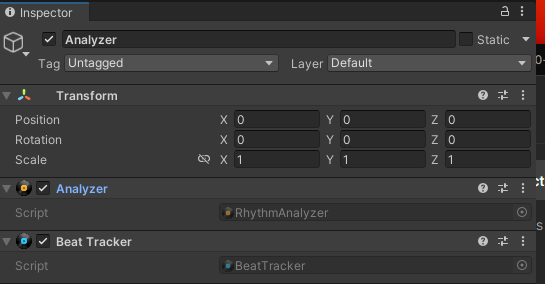 Inspector
Analyzer Static
Tag Untagged Layer Default
Transform
Position X 0 Y 0 Z 0
Rotation X 0 Y 0 Z 0
Scale X 1 Y 1 Z 1
Analyzer
Script RhythmAnalyzer
Beat Tracker
Script BeatTracker